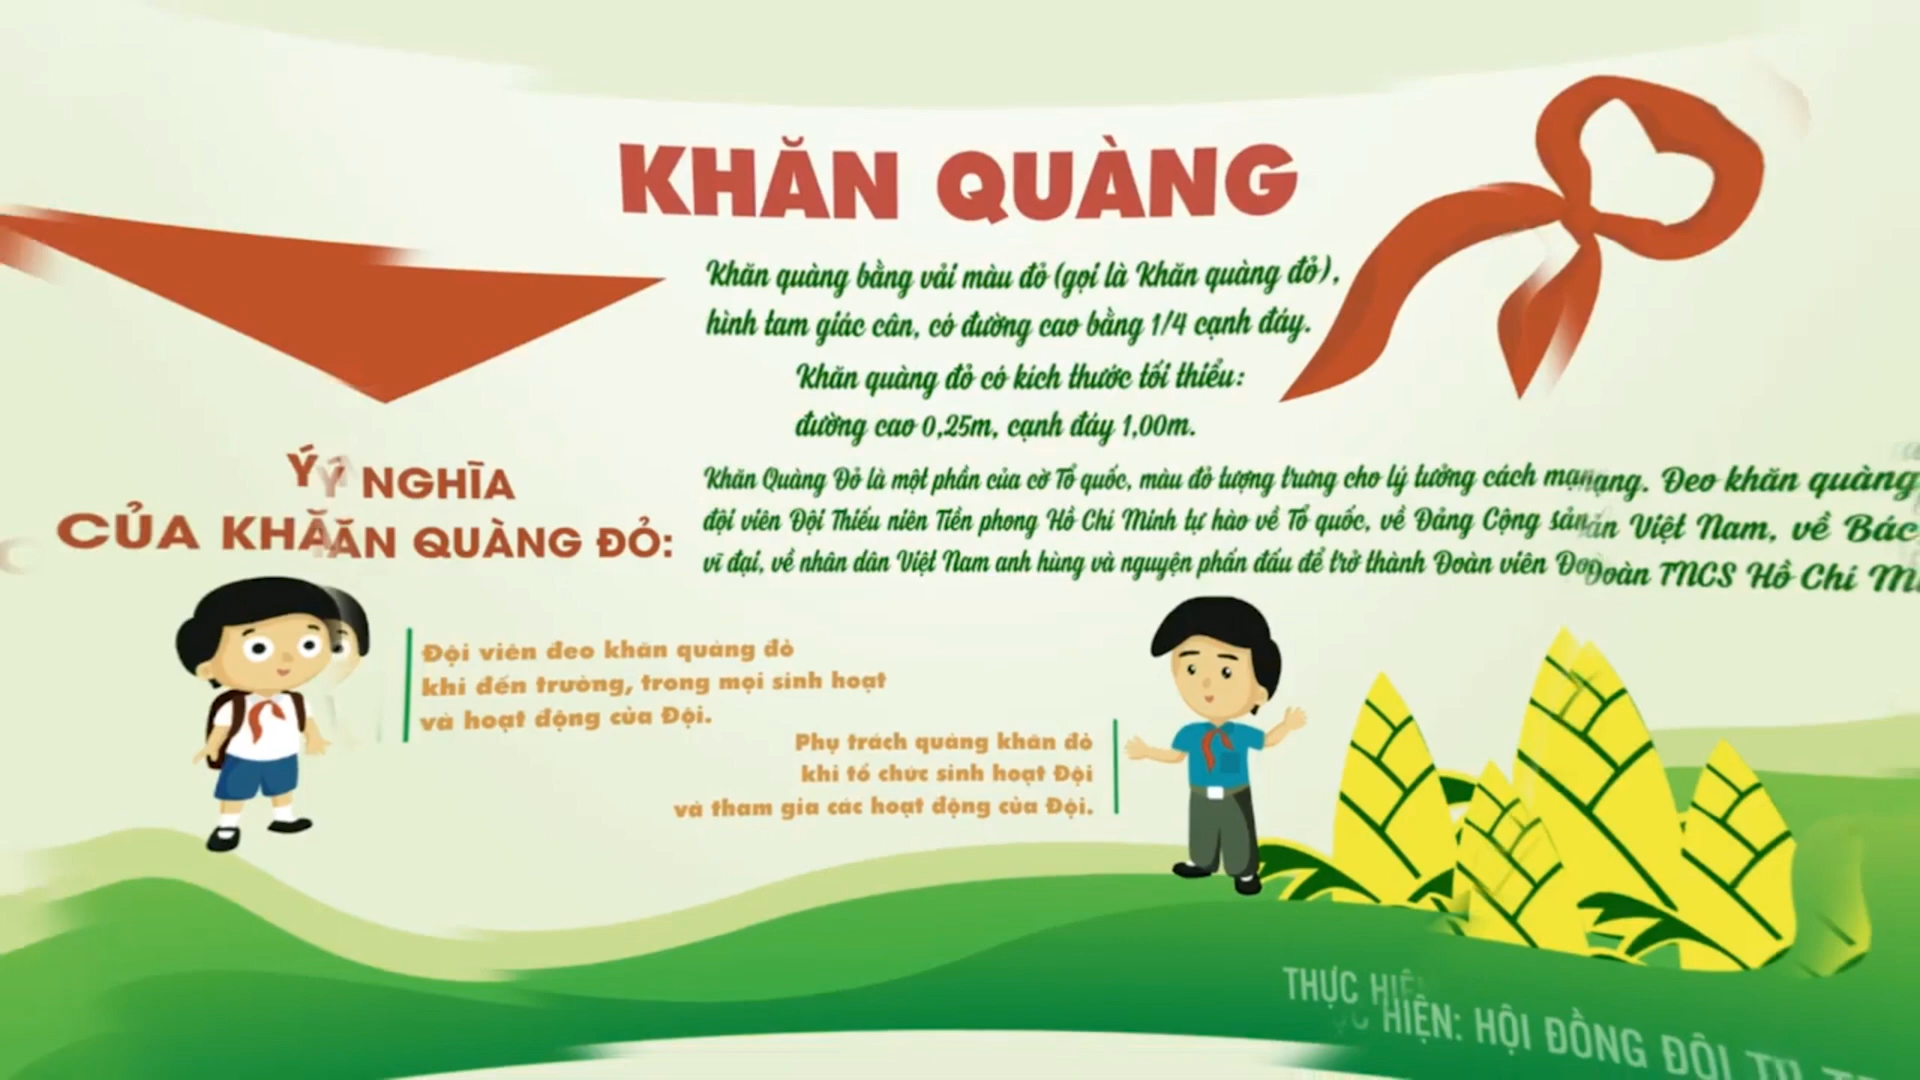 KHĂN QUÀNG
Khăn quàng bằng vải màu đỏ (gọi là Khăn quàng đỏ),
hình tam giác cân, có đường cao bằng 1/4 cạnh đáy.
Khăn quàng đỏ có kích thước tối thiểu:
đường cao 0,25m, cạnh đáy 1,00m.
Ý NGHĨA
CỦA KHĂN QUÀNG ĐỎ:
Khăn Quàng Đỏ là một phần của cờ Tổ quốc, màu đỏ tượng trưng cho lý tưởng cách mạng. Đeo khăn quàng
đội viên Đội Thiếu niên Tiền phong Hồ Chí Minh tự hào về Tổ quốc, về Đảng Cộng sản Việt Nam, về Bác
vĩ đại, về nhân dân Việt Nam anh hùng và nguyện phấn đấu để trở thành Đoàn viên Đoàn TNCS Hồ Chí
Đội viên đeo khăn quàng đỏ
khi đến trường, trong mọi sinh hoạt
và hoạt động của Đội.
Phụ trách quàng khăn đỏ
khi tổ chức sinh hoạt Đội
và tham gia các hoạt động của Đội.
THỰC HIỆN: HỘI ĐỒNG ĐỘI